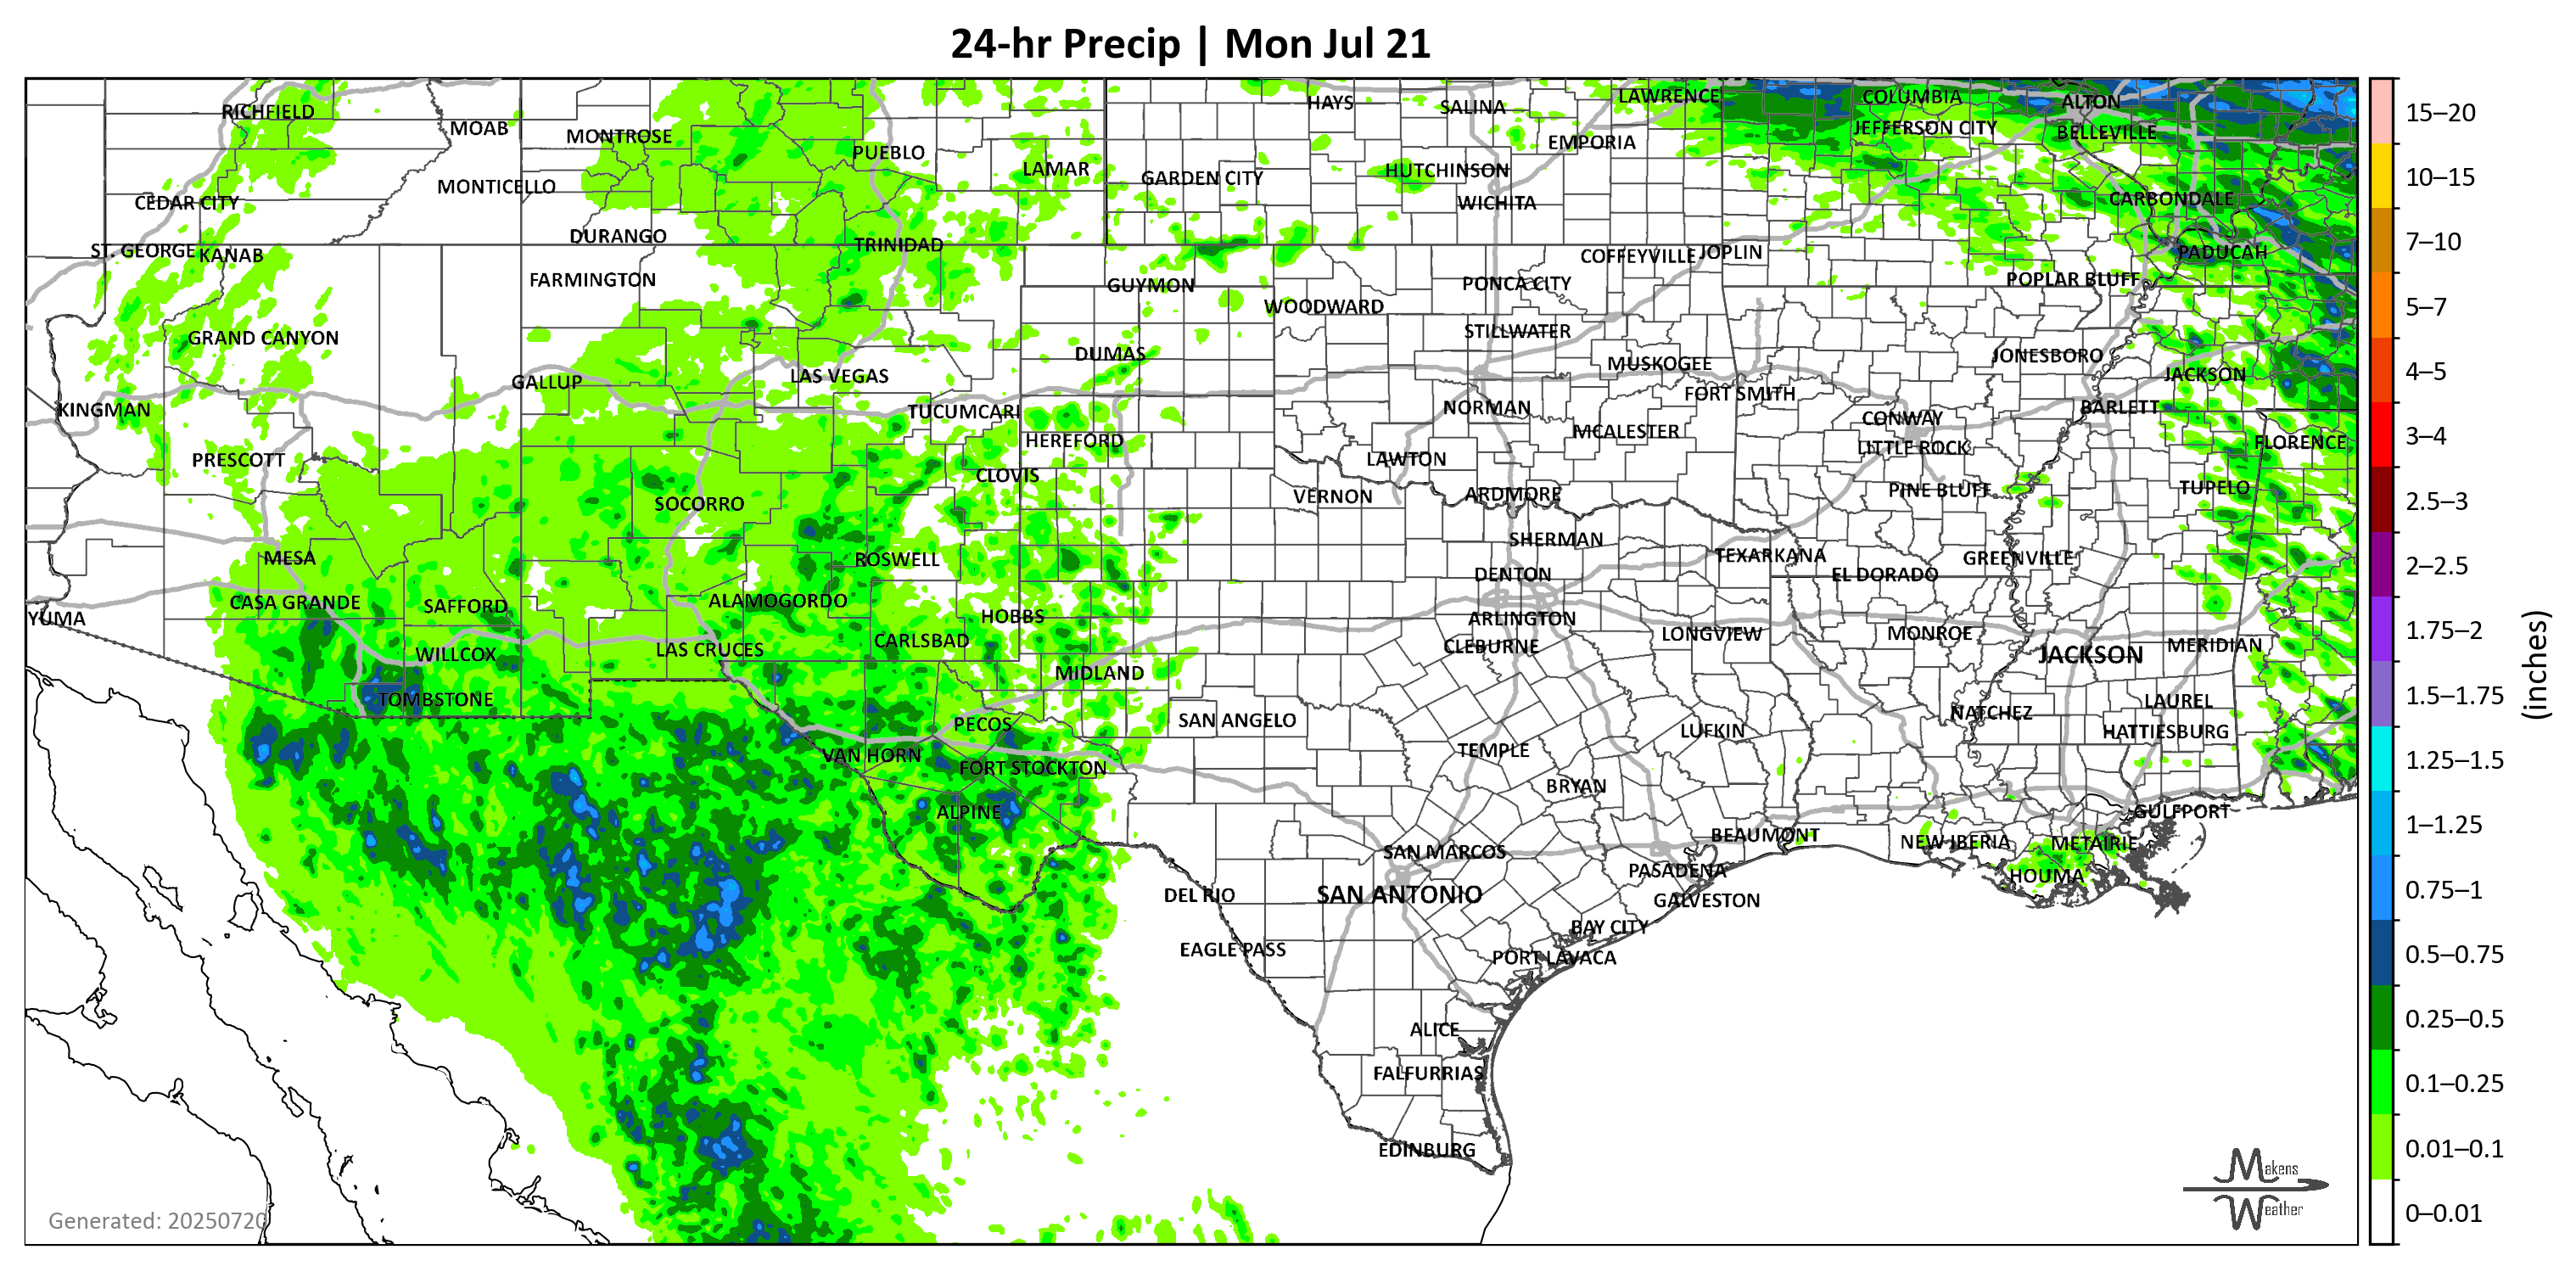 24-hr Precip | Mon Jul 21
RICHFIELD
MOAB
MONTROSE
PUEBLO
LAMAR
HAYS
SALINA
LAWRENCE
COLUMBIA
ALTON
JEFFERSON CITY
BELLEVILLE
EMPORIA
HUTCHINSON
GARDEN CITY
MONTICELLO
CEDAR CITY
WICHITA
CARBONDALE
DURANGO
TRINIDAD
ST. GEORGE
KANAB
COFFEYVILLE
JOPLIN
PADUCAH
FARMINGTON
GUYMON
PONCA CITY
POPLAR BLUFF
WOODWARD
GRAND CANYON
STILLWATER
DUMAS
JONESBORO
MUSKOGEE
GALLUP
LAS VEGAS
JACKSON
FORT SMITH
KINGMAN
TUCUMCARI
NORMAN
BARLETT
CONWAY
MCALESTER
HEREFORD
LITTLE ROCK
FLORENCE
PRESCOTT
LAWTON
CLOVIS
TUPELO
PINE BLUFF
VERNON
ARDMORE
SOCORRO
SHERMAN
MESA
ROSWELL
TEXARKANA
GREENVILLE
DENTON
EL DORADO
CASA GRANDE
SAFFORD
ALAMOGORDO
HOBBS
YUMA
ARLINGTON
LONGVIEW
MONROE
CARLSBAD
CLEBURNE
MERIDIAN
WILLCOX
LAS CRUCES
JACKSON
MIDLAND
TOMBSTONE
LAUREL
NATCHEZ
PECOS
SAN ANGELO
LUFKIN
HATTIESBURG
TEMPLE
VAN HORN
FORT STOCKTON
BRYAN
ALPINE
GULFPORT
BEAUMONT
NEW IBERIA
METAIRIE
SAN MARCOS
PASADENA
HOUMA
DEL RIO
SAN ANTONIO
GALVESTON
BAY CITY
EAGLE PASS
PORT LAVACA
ALICE
FALFURRIAS
EDINBURG
Generated: 20250720
Makens
Weather
15–20
10–15
7–10
5–7
4–5
3–4
2.5–3
2–2.5
1.75–2
1.5–1.75
1.25–1.5
1–1.25
0.75–1
0.5–0.75
0.25–0.5
0.1–0.25
0.01–0.1
0–0.01
(inches)